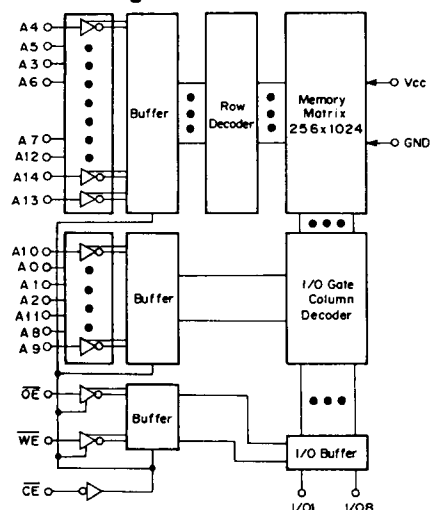 A4
A5
A3
A6
A7
A12
A14
A13
Buffer
Row
Decoder
Memory
Matrix
256x1024
Vcc
GND
A10
A0
A1
A2
A11
A8
A9
Buffer
I/O Gate
Column
Decoder
OE
WE
CE
Buffer
I/O Buffer
I/O1
I/O8